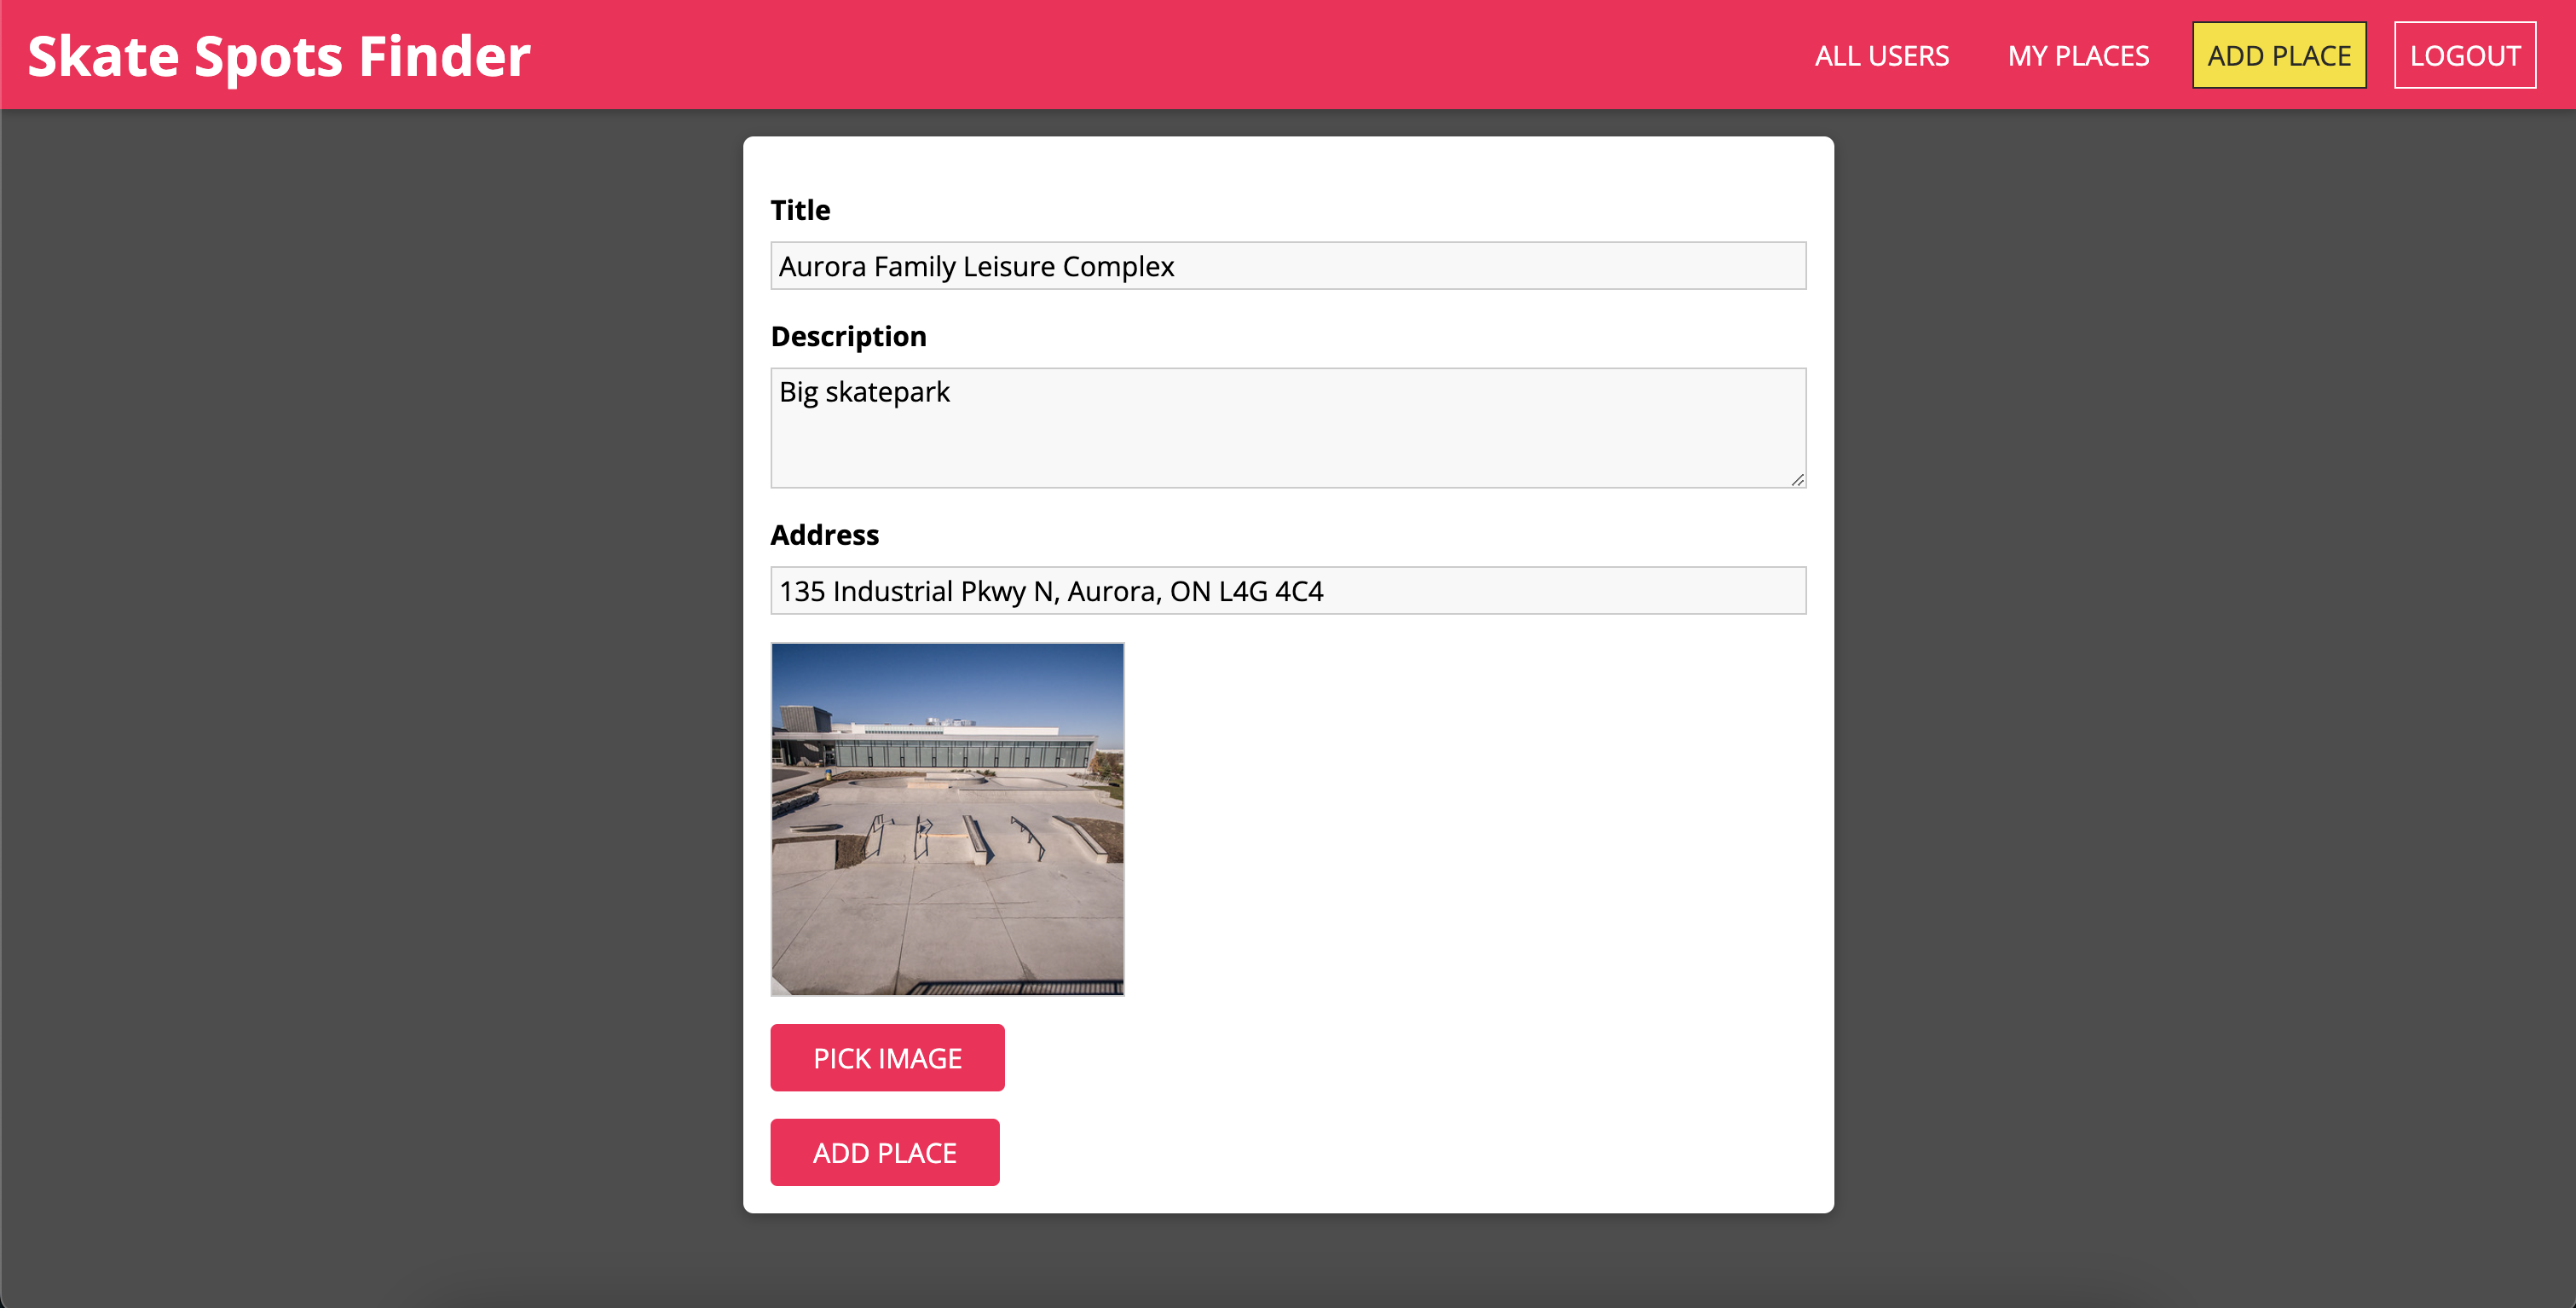 Skate Spots Finder
ALL USERS
MY PLACES
ADD PLACE
LOGOUT
Title
Aurora Family Leisure Complex
Description
Big skatepark
Address
135 Industrial Pkwy N, Aurora, ON L4G 4C4
PICK IMAGE
ADD PLACE